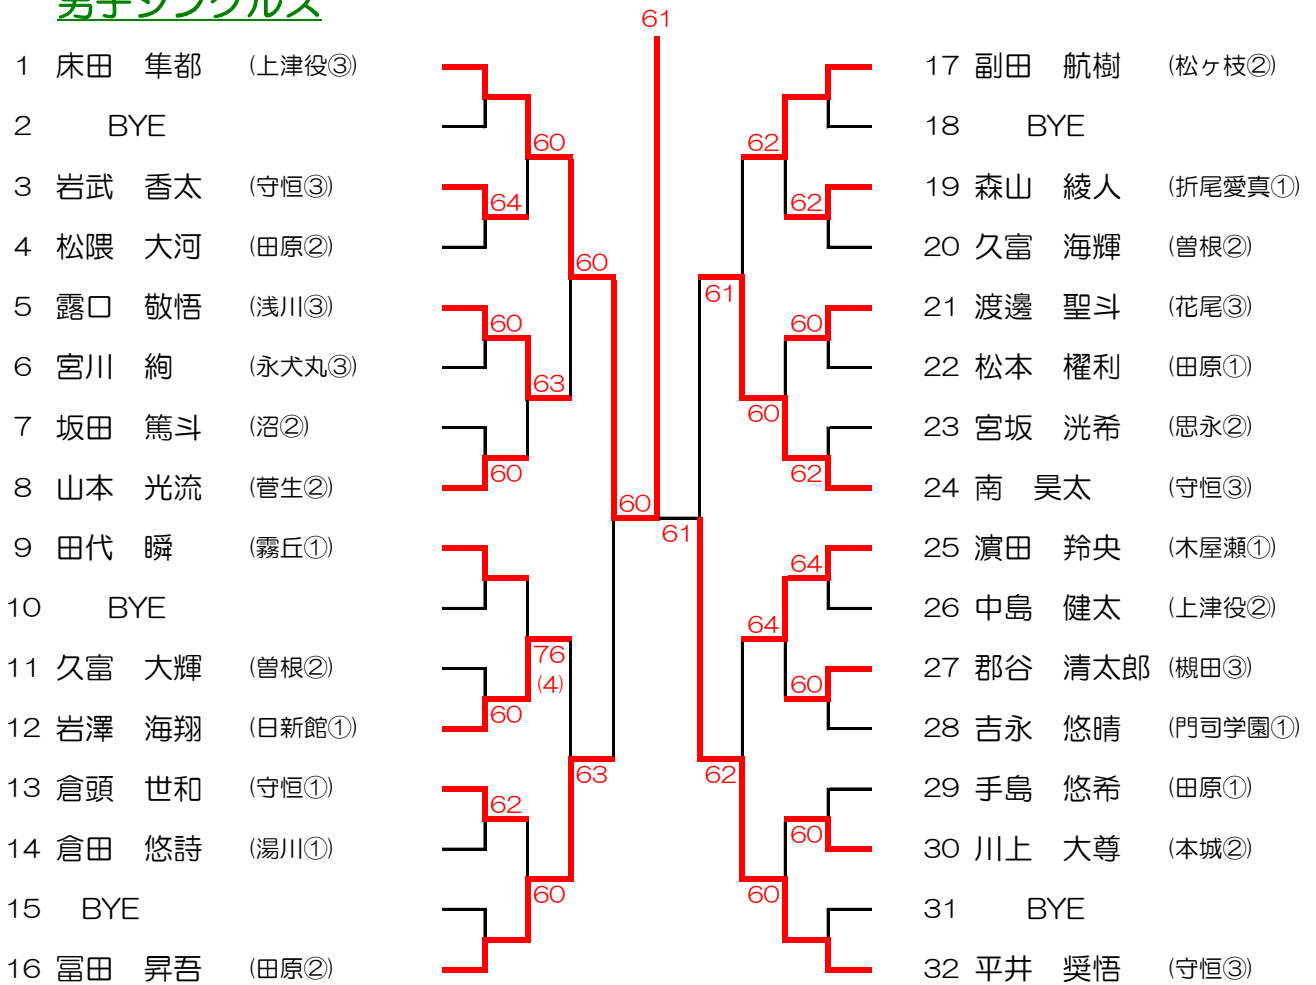 男子シングルス
61
1 床田 隼都 (上津役③)
2 BYE
3 岩武 香太 (守恒③)
4 松隈 大河 (田原②)
5 露口 敬悟 (浅川③)
6 宮川 絢 (永犬丸③)
7 坂田 篤斗 (沼②)
8 山本 光流 (菅生②)
9 田代 瞬 (霧丘①)
10 BYE
11 久富 大輝 (曽根②)
12 岩澤 海翔 (日新館①)
13 倉頭 世和 (守恒①)
14 倉田 悠詩 (湯川①)
15 BYE
16 冨田 昇吾 (田原②)
60
64
60
60
63
60
60
76
(4)
60
63
62
60
61
62
62
61
60
60
62
64
64
60
62
60
60
17 副田 航樹 (松ヶ枝②)
18 BYE
19 森山 綾人 (折尾愛真①)
20 久富 海輝 (曽根②)
21 渡邊 聖斗 (花尾③)
22 松本 櫂利 (田原①)
23 宮坂 洸希 (思永②)
24 南 昊太 (守恒③)
25 濵田 羚央 (木屋瀬①)
26 中島 健太 (上津役②)
27 郡谷 清太郎 (槻田③)
28 吉永 悠晴 (門司学園①)
29 手島 悠希 (田原①)
30 川上 大尊 (本城②)
31 BYE
32 平井 奨悟 (守恒③)